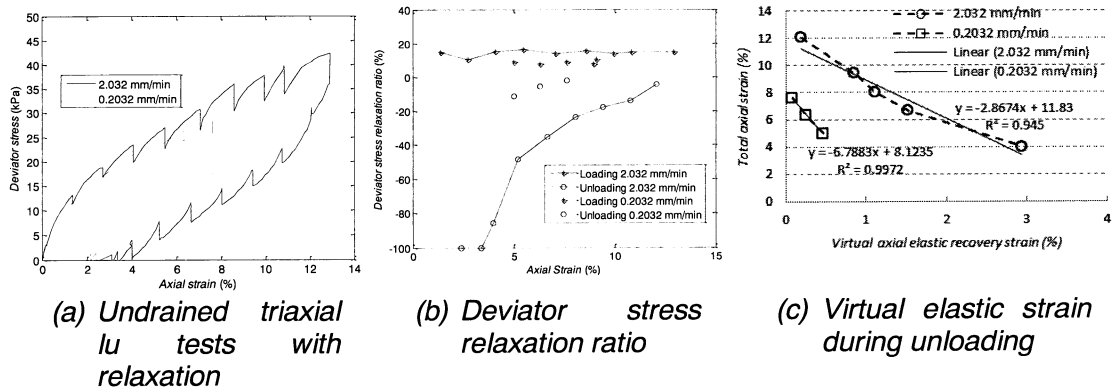 50
45
40
35
30
25
20
15
10
5
0
Deviator stress (kPa)
2.032 mm/min
0.2032 mm/min
0 2 4 6 8 10 12 14
Axial strain (%)
40
20
0
-20
-40
-60
-80
-100
Deviator stress relaxation ratio (%)
Loading 2.032 mm/min
Unloading 2.032 mm/min
Loading 0.2032 mm/min
Unloading 0.2032 mm/min
5 10 15
Axial Strain (%)
14
12
10
8
6
4
2
0
Total axial strain (%)
2.032 mm/min
0.2032 mm/min
Linear (2.032 mm/min)
Linear (0.2032 mm/min)
y = -2.8674x + 11.83
R² = 0.945
y = -6.7883x + 8.1235
R² = 0.9972
0 1 2 3 4
Virtual axial elastic recovery strain (%)
(a) Undrained triaxial
lu tests with
relaxation
(b) Deviator stress
relaxation ratio
(c) Virtual elastic strain
during unloading